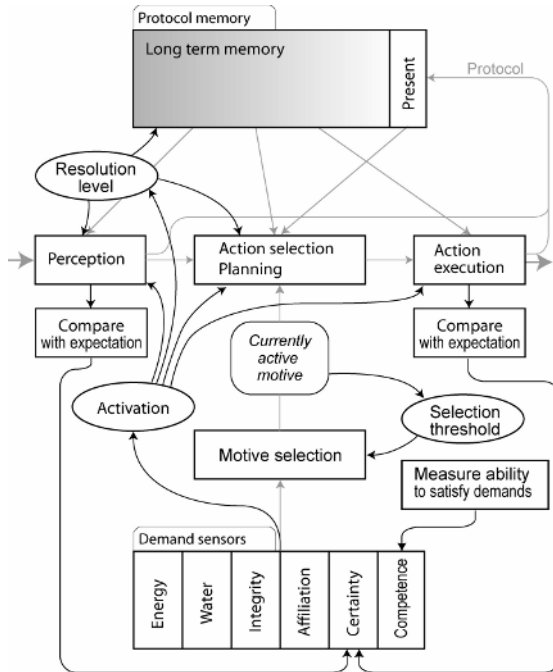 Protocol memory
Long term memory
Present
Protocol
Resolution
level
Perception
Action selection
Planning
Action
execution
Compare
with expectation
Currently
active
motive
Compare
with expectation
Activation
Selection
threshold
Motive selection
Measure ability
to satisfy demands
Demand sensors
Energy
Water
Integrity
Affiliation
Certainty
Competence